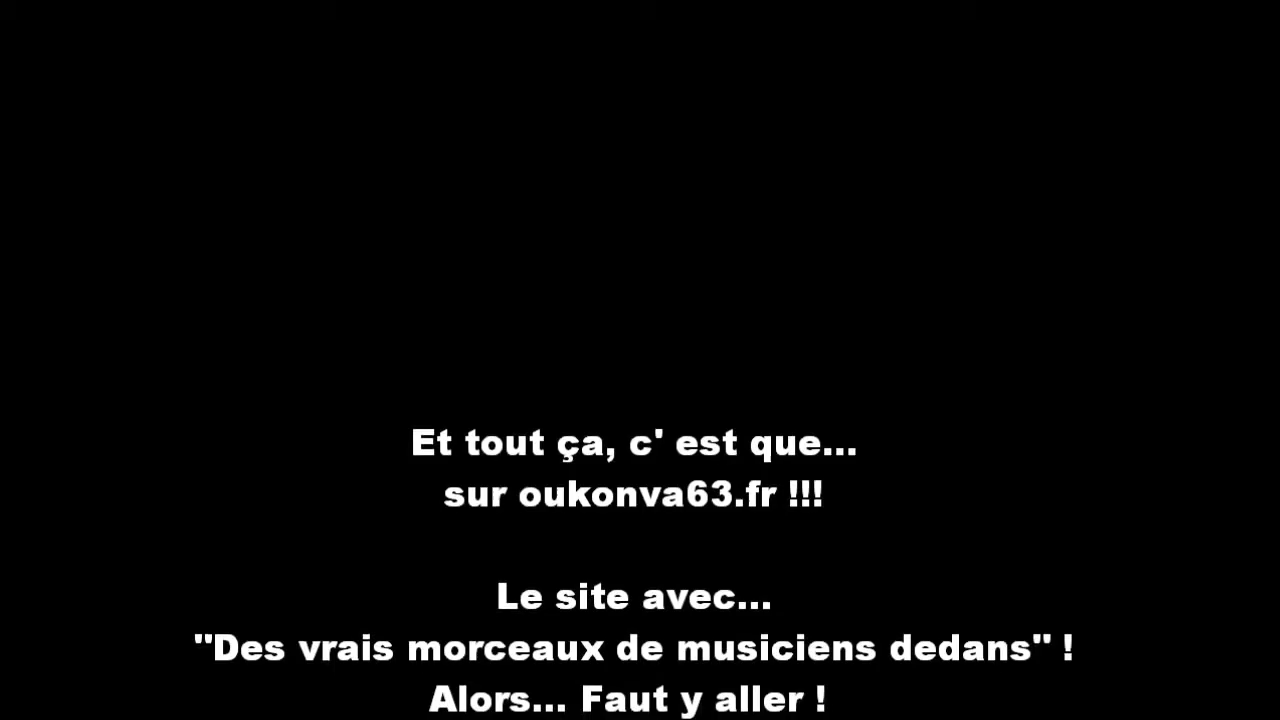 Et tout ça, c' est que...
sur oukonva63.fr !!!
Le site avec...
"Des vrais morceaux de musiciens dedans" !
Alors... Faut y aller !